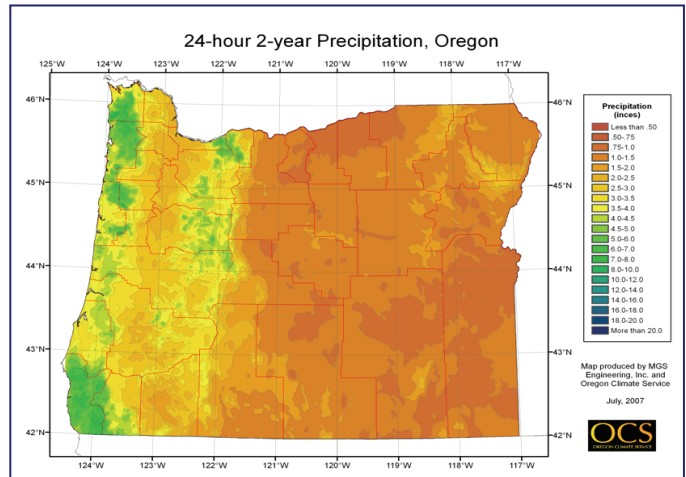 24-hour 2-year Precipitation, Oregon
125°W 124°W 123°W 122°W 121°W 120°W 119°W 118°W 117°W
46°N 46°N
45°N 45°N
44°N 44°N
43°N 43°N
42°N 42°N
124°W 123°W 122°W 121°W 120°W 119°W 118°W 117°W
Precipitation
(inces)
Less than .50
.50-.75
.75-1.0
1.0-1.5
1.5-2.0
2.0-2.5
2.5-3.0
3.0-3.5
3.5-4.0
4.0-4.5
4.5-5.0
5.0-6.0
6.0-7.0
7.0-8.0
8.0-10.0
10.0-12.0
12.0-14.0
14.0-16.0
16.0-18.0
18.0-20.0
More than 20.0
Map produced by MGS
Engineering, Inc. and
Oregon Climate Service
July, 2007
OCS
OREGON CLIMATE SERVICE